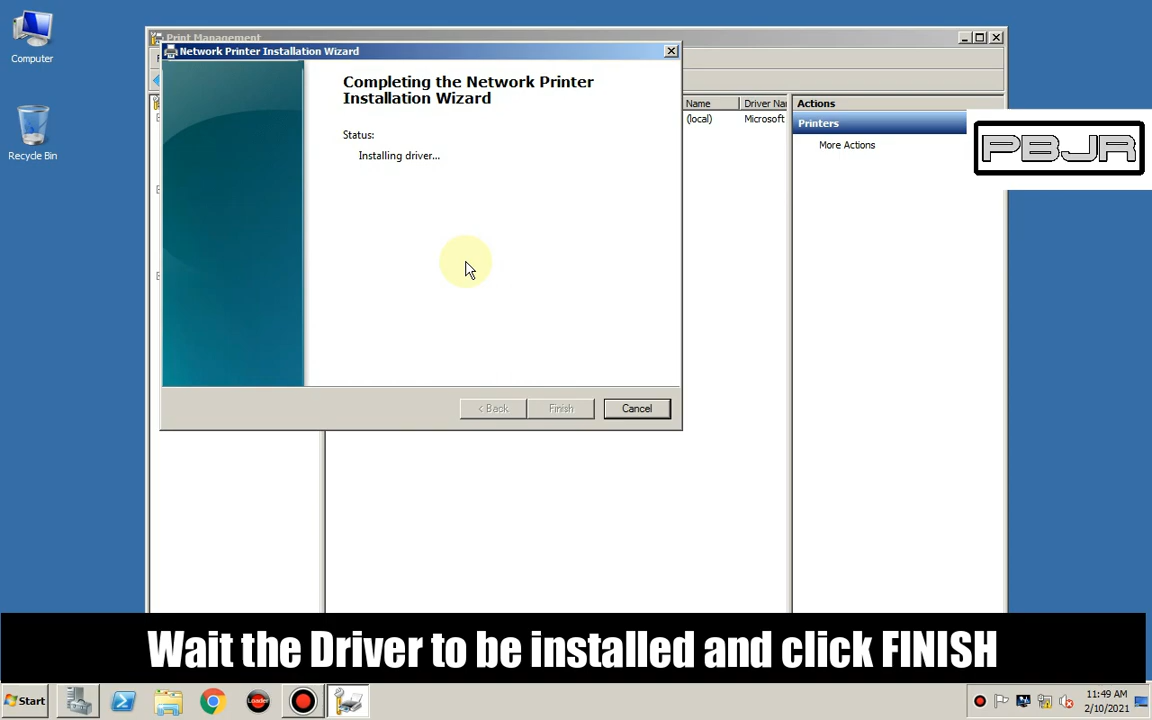 Computer
Recycle Bin
Print Management
Network Printer Installation Wizard
Completing the Network Printer
Installation Wizard
Status:
Installing driver...
< Back
Finish
Cancel
Name
Driver Na
(local)
Microsoft
Actions
Printers
More Actions
PBJR
Wait the Driver to be installed and click FINISH
Start
Loader
11:49 AM
2/10/2021